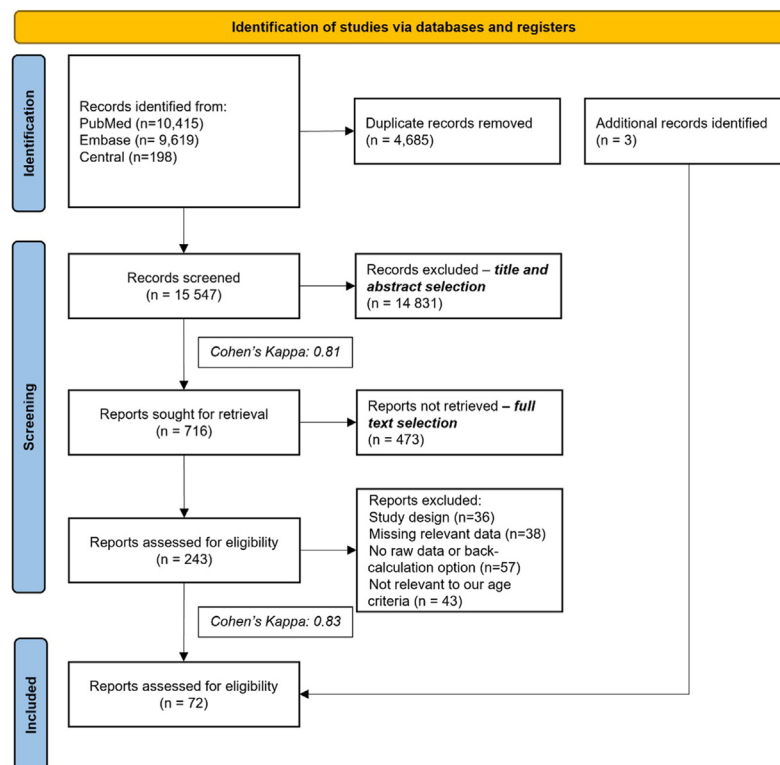 Identification of studies via databases and registers
Identification
Records identified from:
PubMed (n=10,415)
Embase (n= 9,619)
Central (n=198)
Duplicate records removed
(n = 4,685)
Additional records identified
(n = 3)
Screening
Records screened
(n = 15 547)
Records excluded – title and
abstract selection
(n = 14 831)
Cohen's Kappa: 0.81
Reports sought for retrieval
(n = 716)
Reports not retrieved – full
text selection
(n = 473)
Reports assessed for eligibility
(n = 243)
Reports excluded:
Study design (n=36)
Missing relevant data (n=38)
No raw data or back-
calculation option (n=57)
Not relevant to our age
criteria (n = 43)
Cohen's Kappa: 0.83
Included
Reports assessed for eligibility
(n = 72)